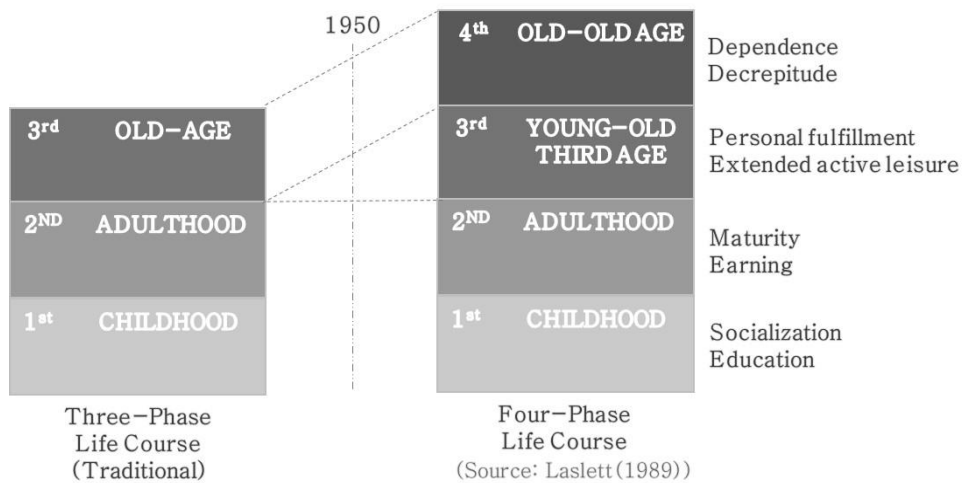 1950
3rd OLD-AGE
2ND ADULTHOOD
1st CHILDHOOD
Three-Phase
Life Course
(Traditional)
4th OLD-OLD AGE
Dependence
Decrepitude
3rd YOUNG-OLD
THIRD AGE
Personal fulfillment
Extended active leisure
2ND ADULTHOOD
Maturity
Earning
1st CHILDHOOD
Socialization
Education
Four-Phase
Life Course
(Source: Laslett(1989))